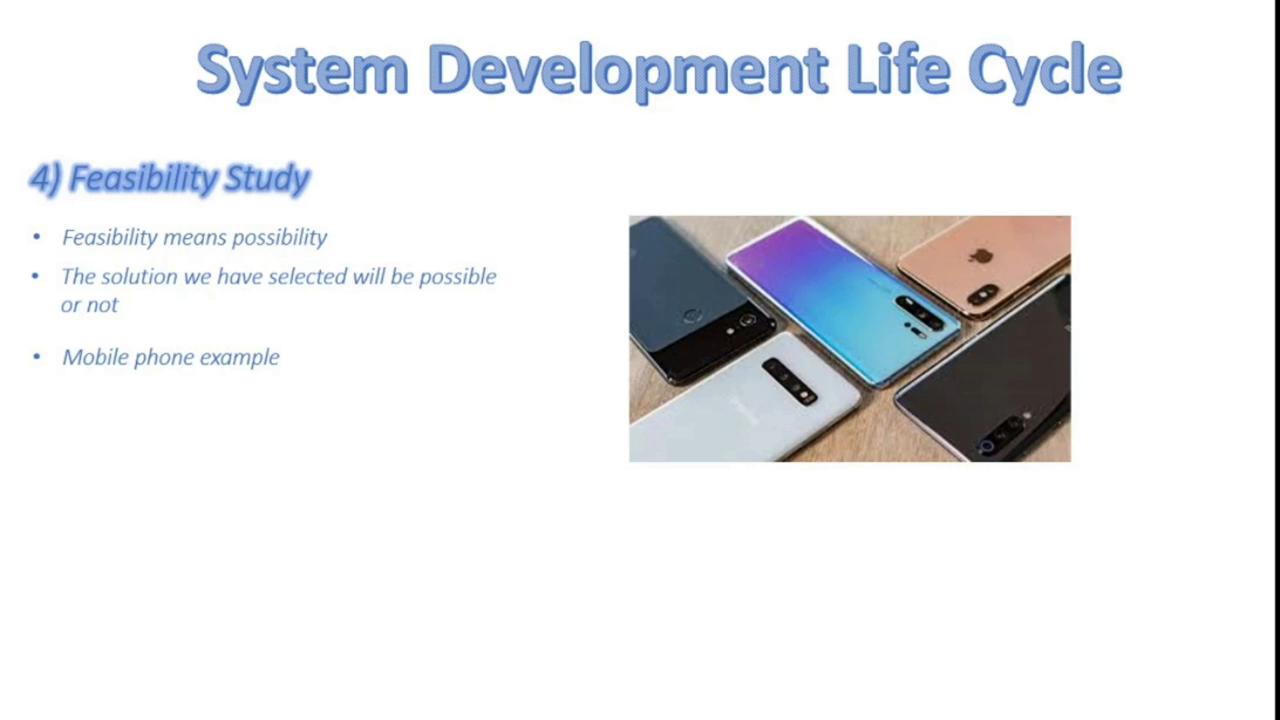 System Development Life Cycle
4) Feasibility Study
• Feasibility means possibility
• The solution we have selected will be possible
or not
• Mobile phone example